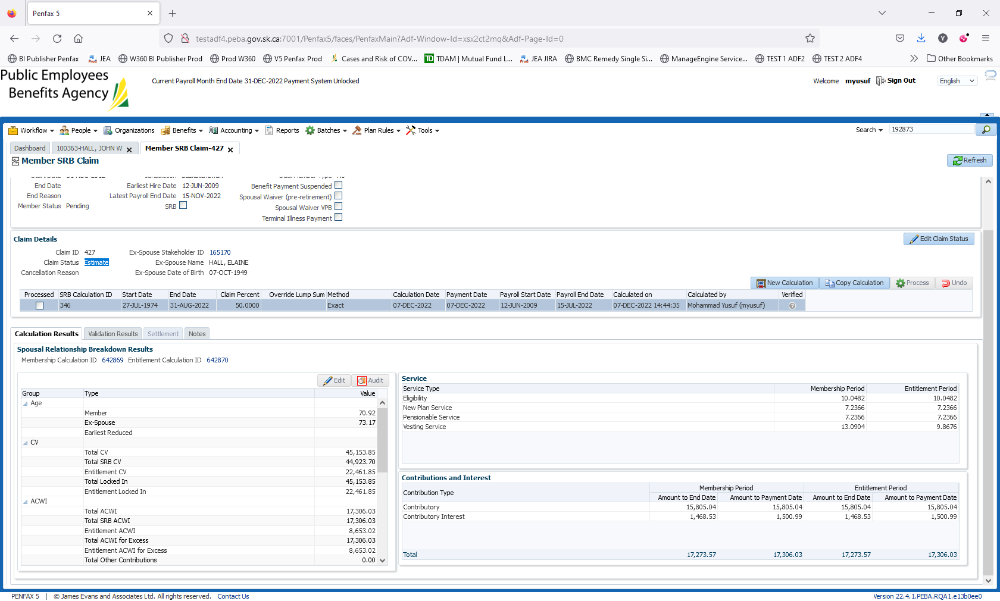 Penfax 5
testadf4.peba.gov.sk.ca:7001/Penfax5/faces/PenfaxMain?Adf-Window-Id=xsx2ct2mq&Adf-Page-Id=0
BI Publisher Penfax JEA W360 BI Publisher Prod Prod W360 V5 Penfax Prod Cases and Risk of COV... TD TDAM | Mutual Fund L... JEA JIRA BMC Remedy Single Si... ManageEngine Service... TEST 1 ADF2 TEST 2 ADF4 Other Bookmarks
Public Employees
Benefits Agency
Current Payroll Month End Date 31-DEC-2022 Payment System Unlocked
Welcome myusuf Sign Out English
Workflow People Organizations Benefits Accounting Reports Batches Plan Rules Tools Search 192873
Dashboard 100363-HALL, JOHN W Member SRB Claim-427
Member SRB Claim Refresh
Start Date 31-AUG-2012 Jurisdiction Saskatchewan Dual Member Type No
End Date Earliest Hire Date 12-JUN-2009 Benefit Payment Suspended
End Reason Latest Payroll End Date 15-NOV-2022 Spousal Waiver (pre-retirement)
Member Status Pending SRB Spousal Waiver VPB
Terminal Illness Payment
Claim Details Edit Claim Status
Claim ID 427 Ex-Spouse Stakeholder ID 165170
Claim Status Estimate Ex-Spouse Name HALL, ELAINE
Cancellation Reason Ex-Spouse Date of Birth 07-OCT-1949
New Calculation Copy Calculation Process Undo
Processed SRB Calculation ID Start Date End Date Claim Percent Override Lump Sum Method Calculation Date Payment Date Payroll Start Date Payroll End Date Calculated on Calculated by Verified
346 27-JUL-1974 31-AUG-2022 50.0000 Exact 07-DEC-2022 07-DEC-2022 12-JUN-2009 15-JUL-2022 07-DEC-2022 14:44:35 Mohammad Yusuf (myusuf)
Calculation Results Validation Results Settlement Notes
Spousal Relationship Breakdown Results
Membership Calculation ID 642869 Entitlement Calculation ID 642870
Edit Audit
Group Type Value
Age
Member 70.92
Ex-Spouse 73.17
Earliest Reduced
CV
Total CV 45,153.85
Total SRB CV 44,923.70
Entitlement CV 22,461.85
Total Locked In 45,153.85
Entitlement Locked In 22,461.85
ACWI
Total ACWI 17,306.03
Total SRB ACWI 17,306.03
Entitlement ACWI 8,653.02
Total ACWI for Excess 17,306.03
Entitlement ACWI for Excess 8,653.02
Total Other Contributions 0.00
Service
Service Type Membership Period Entitlement Period
Eligibility 10.0482 10.0482
New Plan Service 7.2366 7.2366
Pensionable Service 7.2366 7.2366
Vesting Service 13.0904 9.8676
Contributions and Interest
Membership Period Entitlement Period
Contribution Type Amount to End Date Amount to Payment Date Amount to End Date Amount to Payment Date
Contributory 15,805.04 15,805.04 15,805.04 15,805.04
Contributory Interest 1,468.53 1,500.99 1,468.53 1,500.99
Total 17,273.57 17,306.03 17,273.57 17,306.03
PENFAX 5 | © James Evans and Associates Ltd. All rights reserved. Contact Us
Version 22.4.1.PEBA.RQA1.e13b0ee0